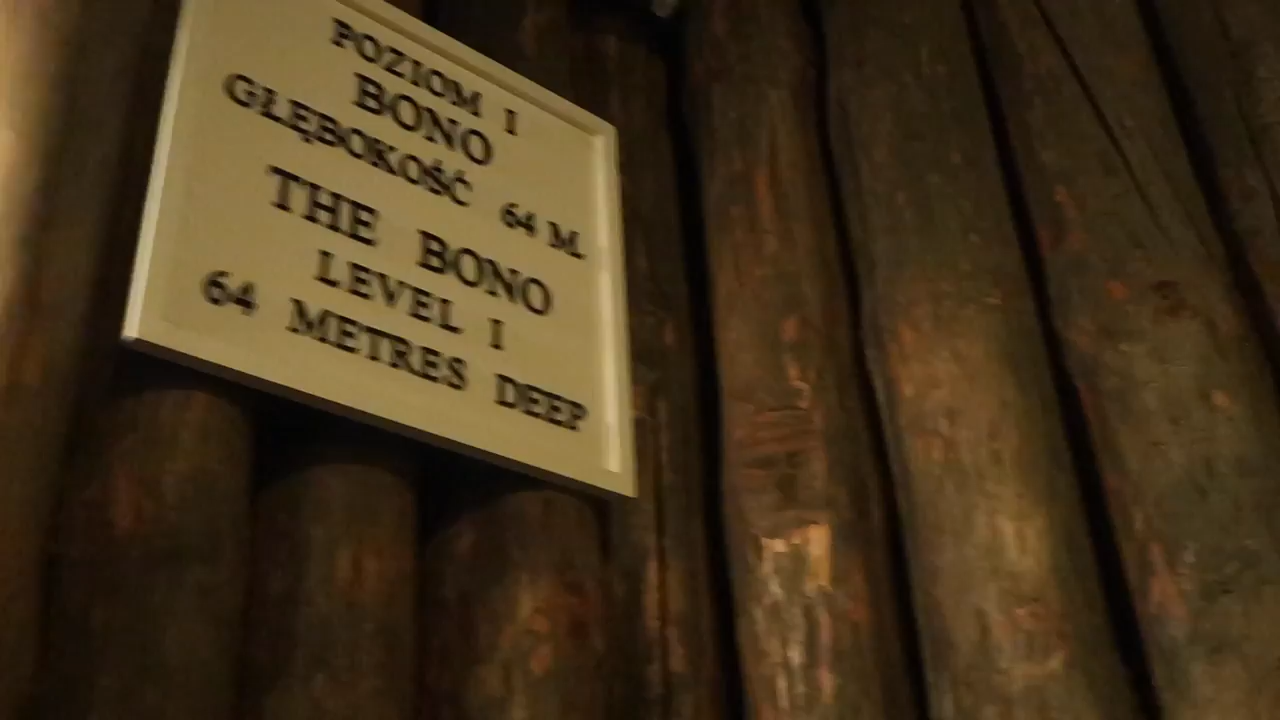 POZIOM I
BONO
GŁĘBOKOŚĆ 64 M.
THE BONO
LEVEL I
64 METRES DEEP